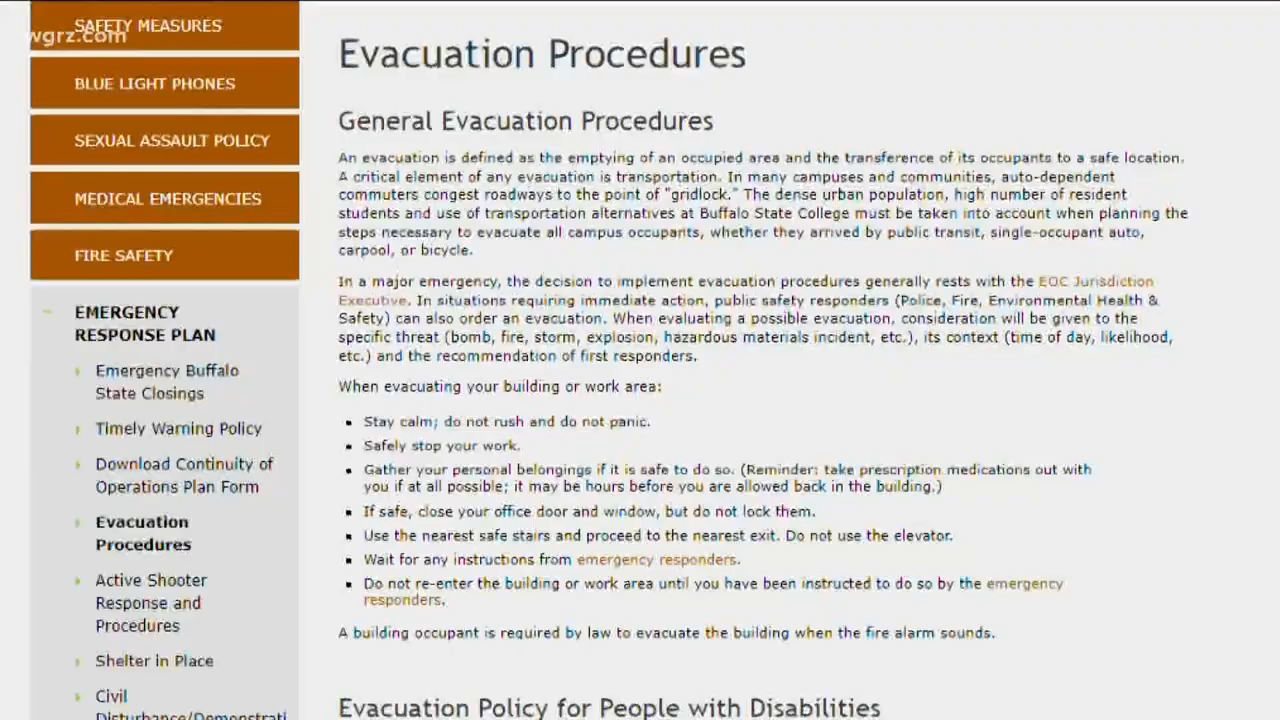 SAFETY MEASURES
wgrz.com
BLUE LIGHT PHONES
SEXUAL ASSAULT POLICY
MEDICAL EMERGENCIES
FIRE SAFETY
EMERGENCY
RESPONSE PLAN
Emergency Buffalo
State Closings
Timely Warning Policy
Download Continuity of
Operations Plan Form
Evacuation
Procedures
Active Shooter
Response and
Procedures
Shelter in Place
Civil
Disturbance/Demonstrati
Evacuation Procedures
General Evacuation Procedures
An evacuation is defined as the emptying of an occupied area and the transference of its occupants to a safe location.
A critical element of any evacuation is transportation. In many campuses and communities, auto-dependent
commuters congest roadways to the point of "gridlock." The dense urban population, high number of resident
students and use of transportation alternatives at Buffalo State College must be taken into account when planning the
steps necessary to evacuate all campus occupants, whether they arrived by public transit, single-occupant auto,
carpool, or bicycle.
In a major emergency, the decision to implement evacuation procedures generally rests with the EOC Jurisdiction
Executive. In situations requiring immediate action, public safety responders (Police, Fire, Environmental Health &
Safety) can also order an evacuation. When evaluating a possible evacuation, consideration will be given to the
specific threat (bomb, fire, storm, explosion, hazardous materials incident, etc.), its context (time of day, likelihood,
etc.) and the recommendation of first responders.
When evacuating your building or work area:
Stay calm; do not rush and do not panic.
Safely stop your work.
Gather your personal belongings if it is safe to do so. (Reminder: take prescription medications out with
you if at all possible; it may be hours before you are allowed back in the building.)
If safe, close your office door and window, but do not lock them.
Use the nearest safe stairs and proceed to the nearest exit. Do not use the elevator.
Wait for any instructions from emergency responders.
Do not re-enter the building or work area until you have been instructed to do so by the emergency
responders.
A building occupant is required by law to evacuate the building when the fire alarm sounds.
Evacuation Policy for People with Disabilities